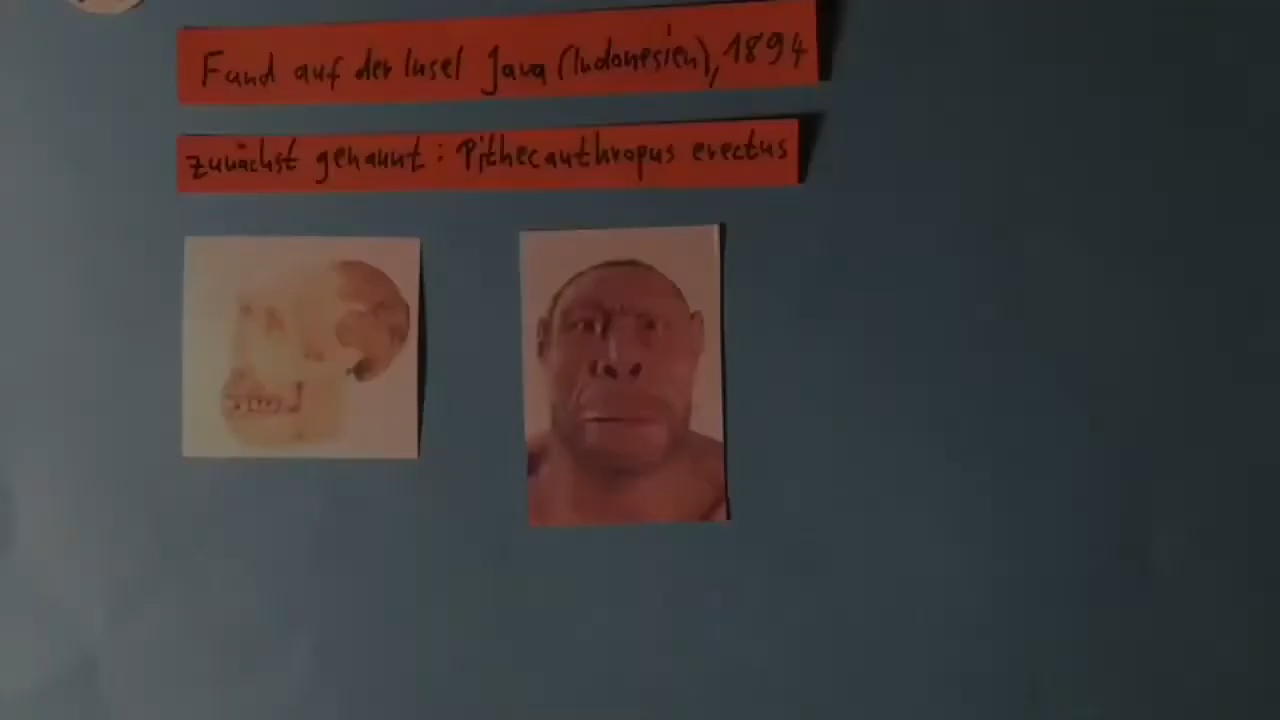 Fund auf der Insel Java (Indonesien), 1894
zunächst genannt: Pithecanthropus erectus